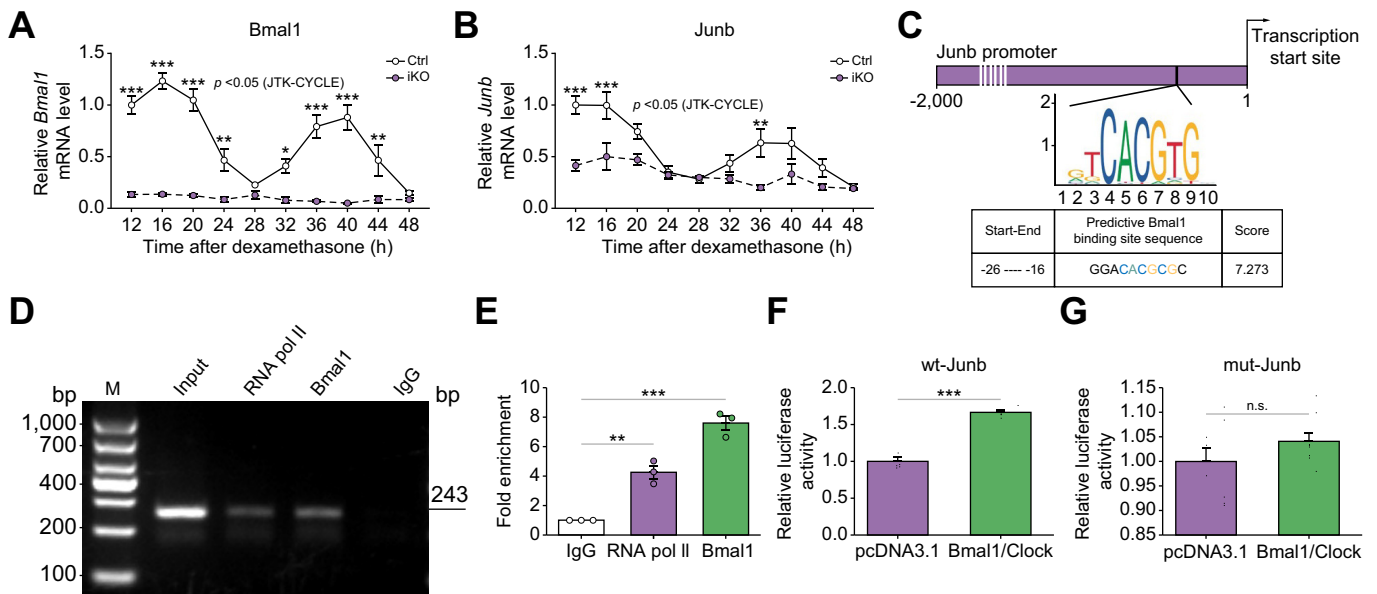 A
Bmal1
Relative Bmal1
mRNA level
1.5
1.0
0.5
0.0
***
***
***
**
*
***
***
**
p <0.05 (JTK-CYCLE)
Ctrl
iKO
12 16 20 24 28 32 36 40 44 48
Time after dexamethasone (h)
B
Junb
Relative Junb
mRNA level
1.5
1.0
0.5
0.0
***
***
**
p <0.05 (JTK-CYCLE)
Ctrl
iKO
12 16 20 24 28 32 36 40 44 48
Time after dexamethasone (h)
C
Junb promoter
Transcription
start site
-2,000
1
2
1
TCACGTG
1 2 3 4 5 6 7 8 9 10
Start-End
Predictive Bmal1
binding site sequence
Score
-26 ---- -16
GGACACGCGC
7.273
D
bp
M
Input
RNA pol II
Bmal1
IgG
bp
1,000
700
400
200
100
243
E
Fold enrichment
10
8
6
4
2
0
**
***
IgG RNA pol II Bmal1
F
wt-Junb
Relative luciferase
activity
2.0
1.5
1.0
0.5
0.0
***
pcDNA3.1 Bmal1/Clock
G
mut-Junb
Relative luciferase
activity
1.15
1.10
1.05
1.00
0.95
0.90
0.85
n.s.
pcDNA3.1 Bmal1/Clock